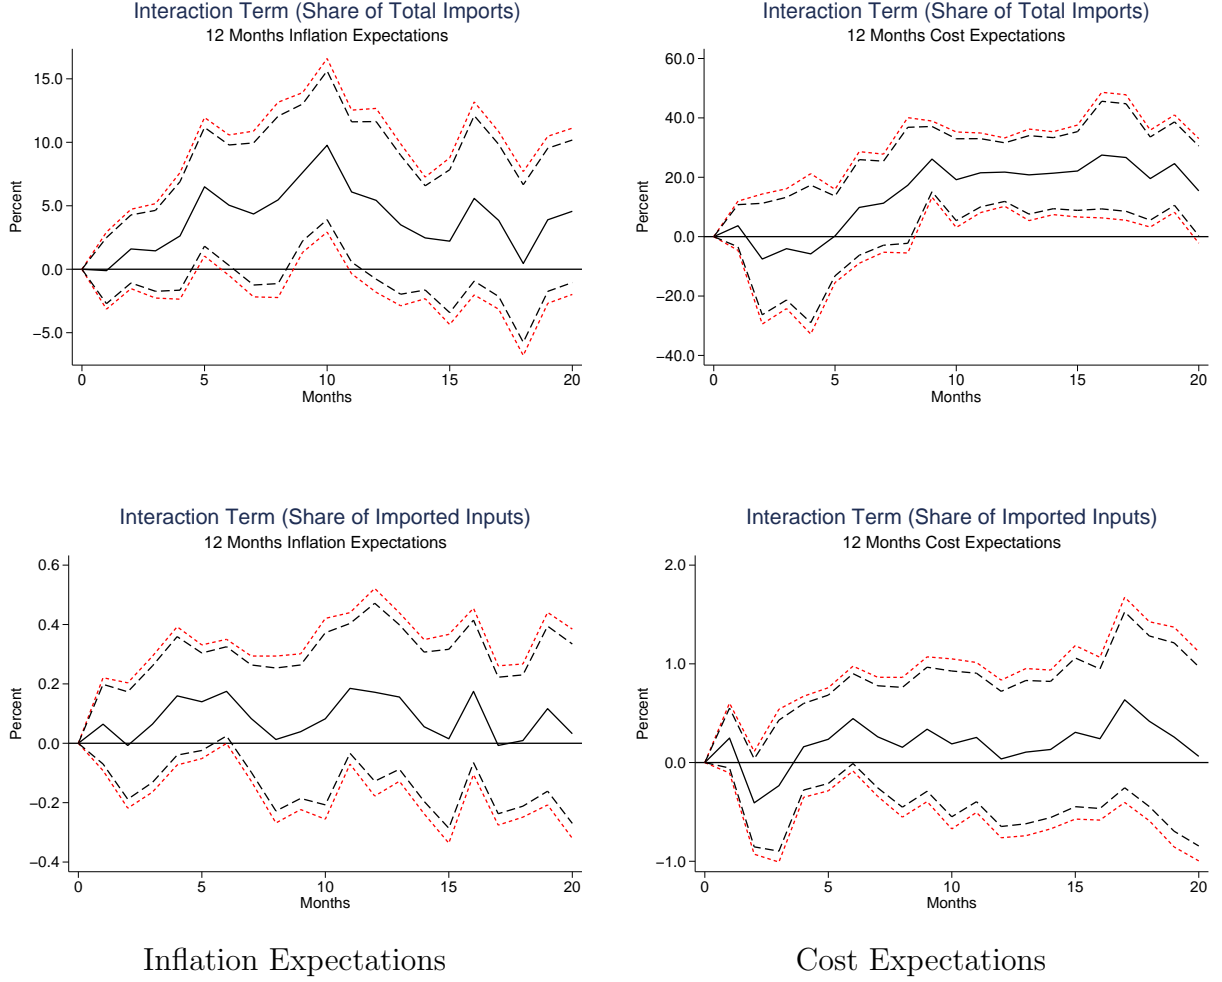 Interaction Term (Share of Total Imports)
12 Months Inflation Expectations
Percent
15.0
10.0
5.0
0.0
−5.0
0 5 10 15 20
Months
Interaction Term (Share of Total Imports)
12 Months Cost Expectations
Percent
60.0
40.0
20.0
0.0
−20.0
−40.0
0 5 10 15 20
Months
Interaction Term (Share of Imported Inputs)
12 Months Inflation Expectations
Percent
0.6
0.4
0.2
0.0
−0.2
−0.4
0 5 10 15 20
Months
Interaction Term (Share of Imported Inputs)
12 Months Cost Expectations
Percent
2.0
1.0
0.0
−1.0
0 5 10 15 20
Months
Inflation Expectations
Cost Expectations